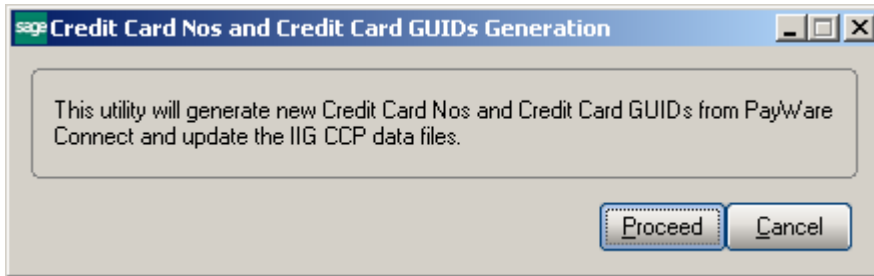 sage Credit Card Nos and Credit Card GUIDs Generation
This utility will generate new Credit Card Nos and Credit Card GUIDs from PayWare
Connect and update the IIG CCP data files.
Proceed Cancel